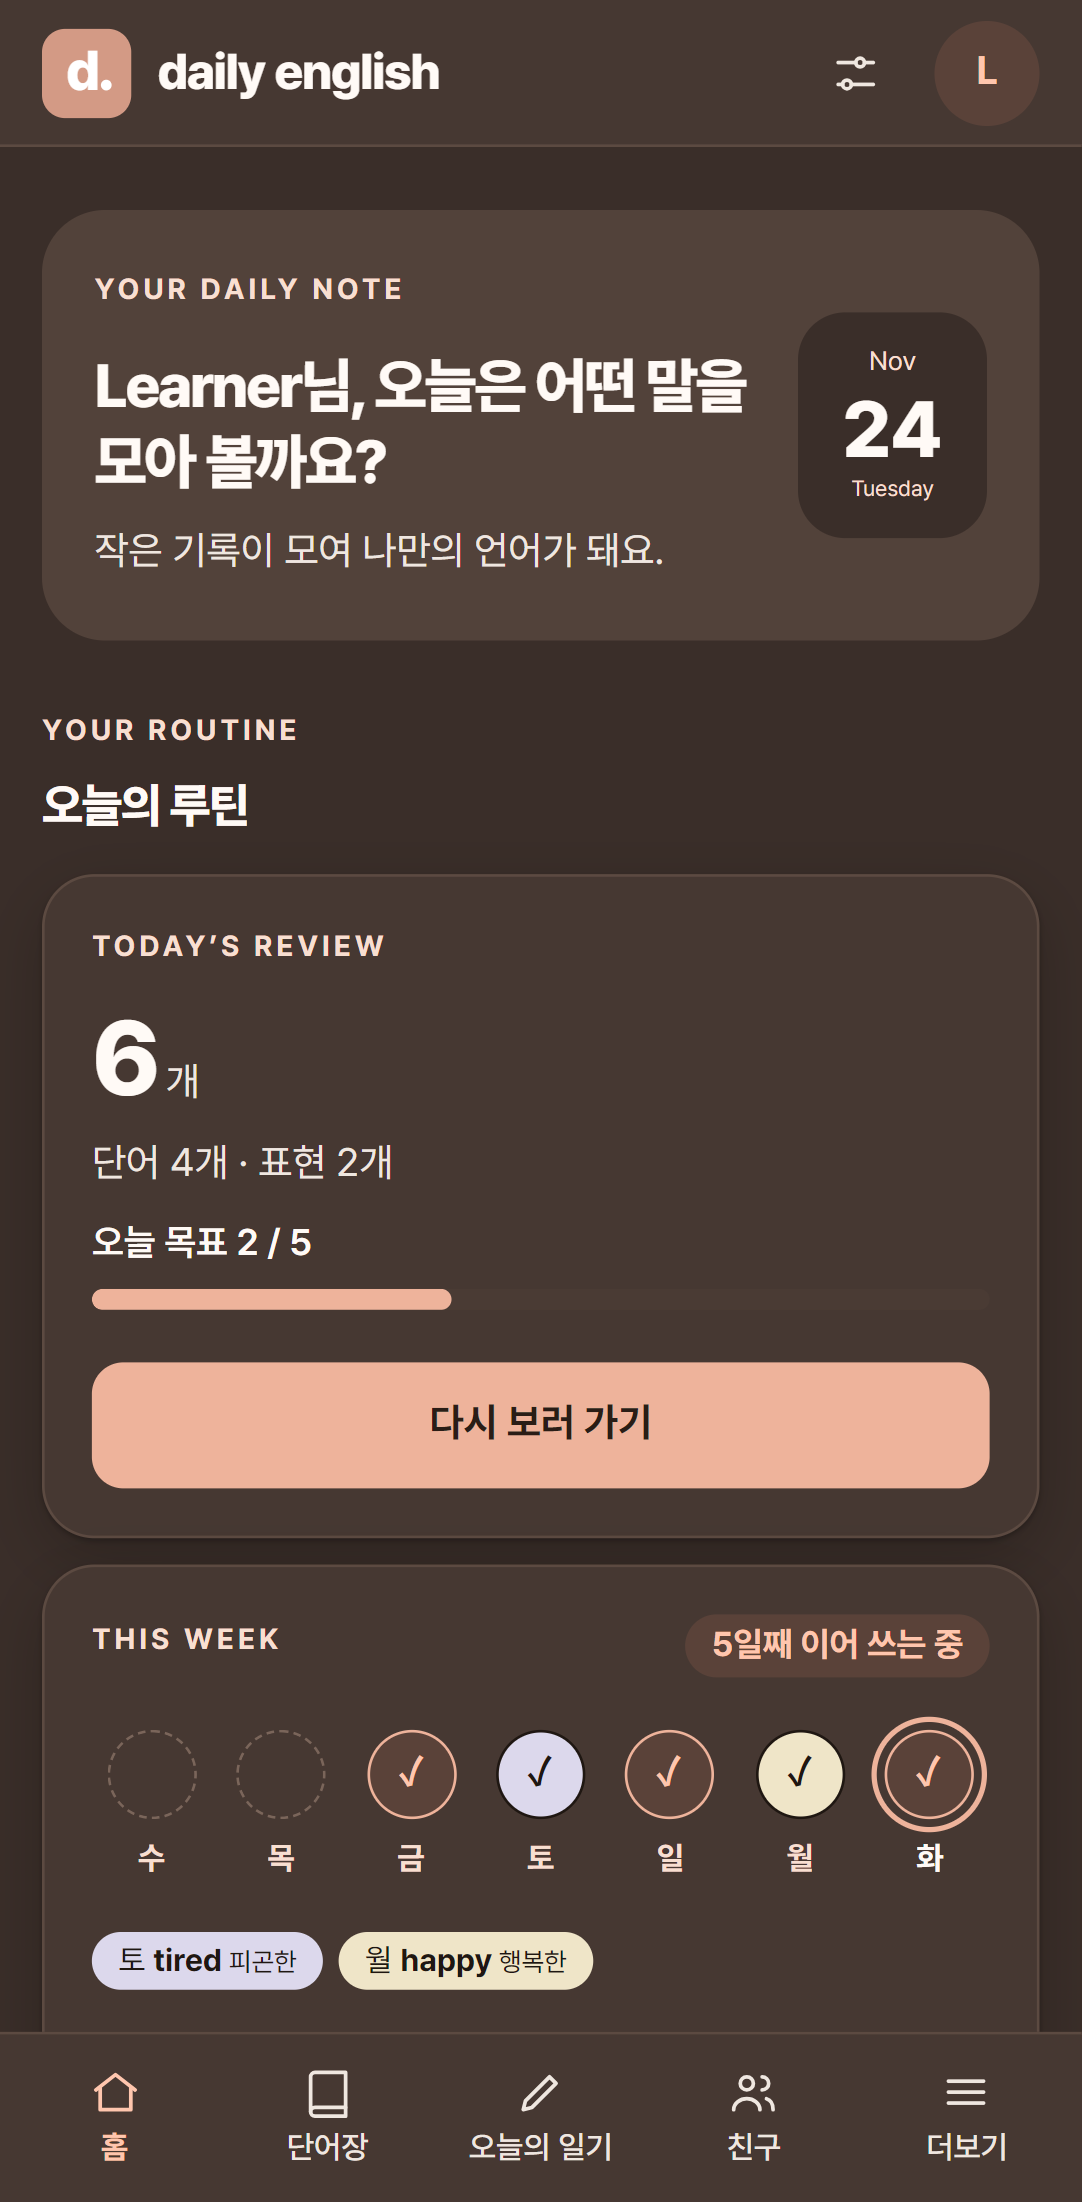 d.
daily english
L
YOUR DAILY NOTE
Learner님, 오늘은 어떤 말을
모아 볼까요?
작은 기록이 모여 나만의 언어가 돼요.
Nov
24
Tuesday
YOUR ROUTINE
오늘의 루틴
TODAY’S REVIEW
6개
단어 4개 · 표현 2개
오늘 목표 2 / 5
다시 보러 가기
THIS WEEK
5일째 이어 쓰는 중
✓ ✓ ✓ ✓ ✓
수 목 금 토 일 월 화
토 tired 피곤한
월 happy 행복한
홈
단어장
오늘의 일기
친구
더보기